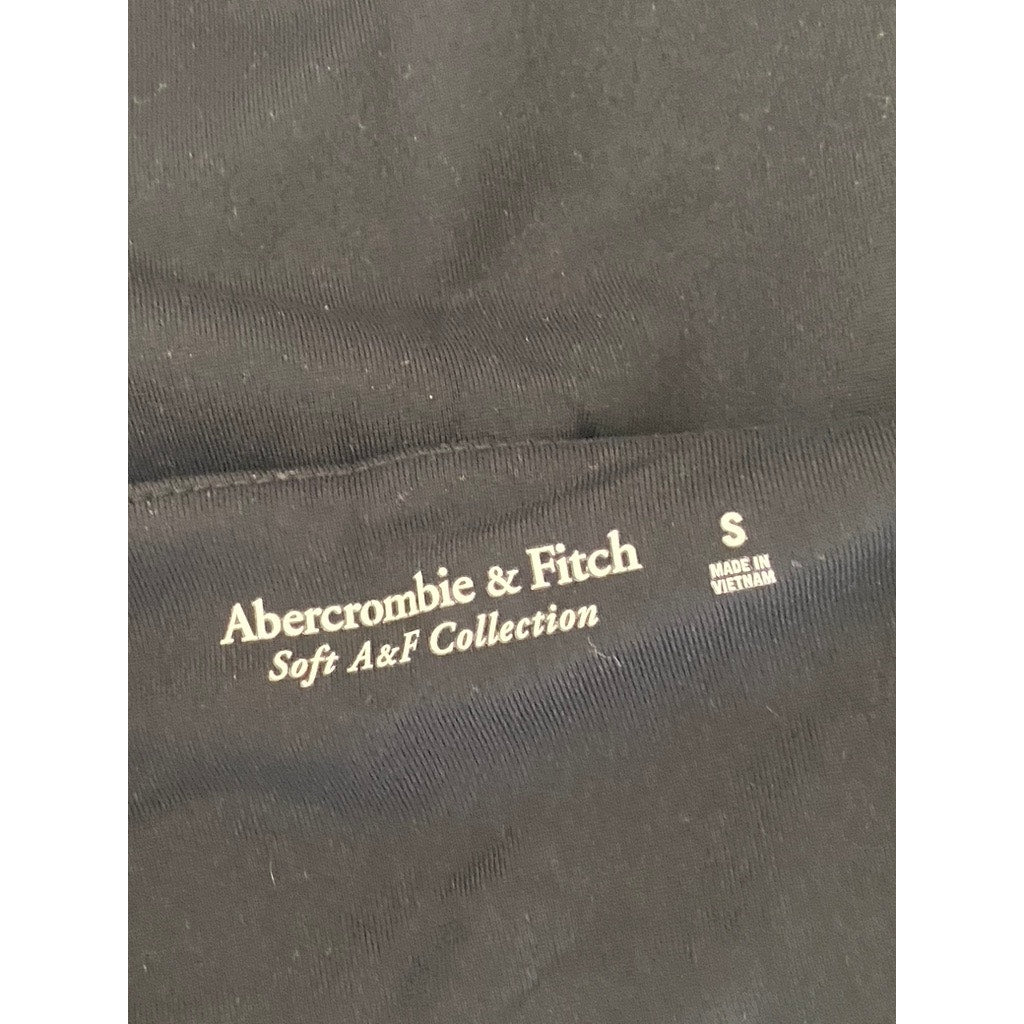 Abercrombie & Fitch
Soft A&F Collection
S
MADE IN
VIETNAM